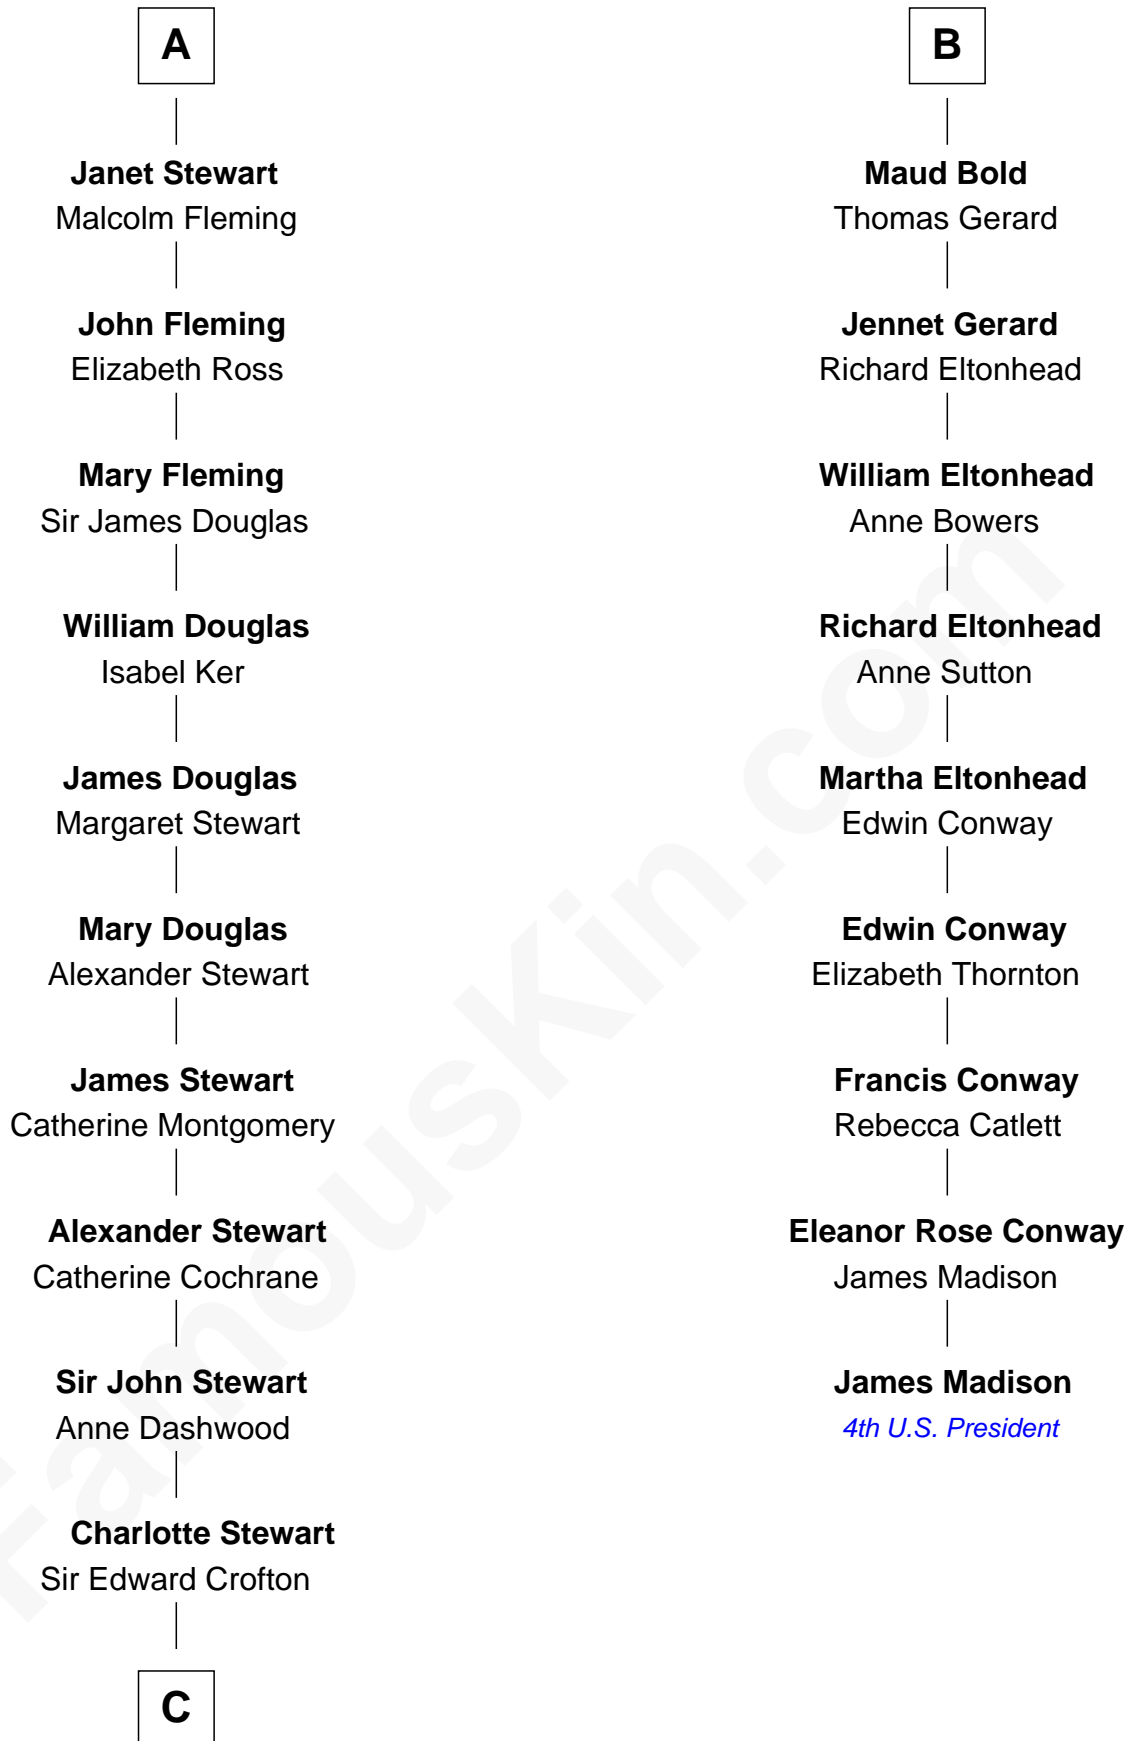 A
Janet Stewart
Malcolm Fleming
John Fleming
Elizabeth Ross
Mary Fleming
Sir James Douglas
William Douglas
Isabel Ker
James Douglas
Margaret Stewart
Mary Douglas
Alexander Stewart
James Stewart
Catherine Montgomery
Alexander Stewart
Catherine Cochrane
Sir John Stewart
Anne Dashwood
Charlotte Stewart
Sir Edward Crofton
C
B
Maud Bold
Thomas Gerard
Jennet Gerard
Richard Eltonhead
William Eltonhead
Anne Bowers
Richard Eltonhead
Anne Sutton
Martha Eltonhead
Edwin Conway
Edwin Conway
Elizabeth Thornton
Francis Conway
Rebecca Catlett
Eleanor Rose Conway
James Madison
James Madison
4th U.S. President
FamousKin.com